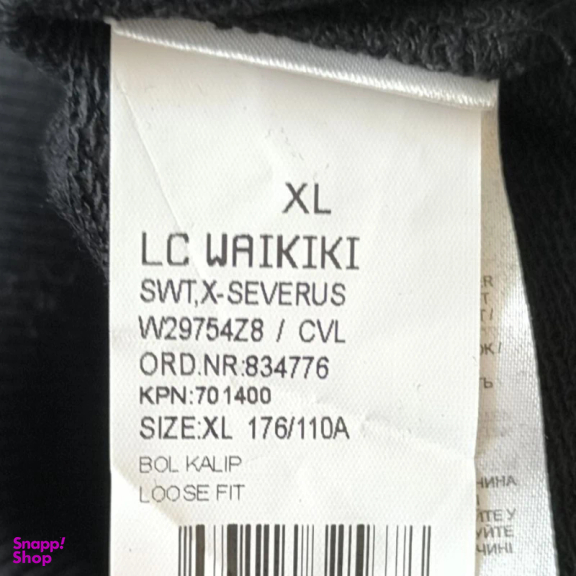 XL
LC WAIKIKI
SWT,X-SEVERUS
W29754Z8 / CVL
ORD.NR:834776
KPN:701400
SIZE:XL 176/110A
BOL KALIP
LOOSE FIT
Snapp!
Shop